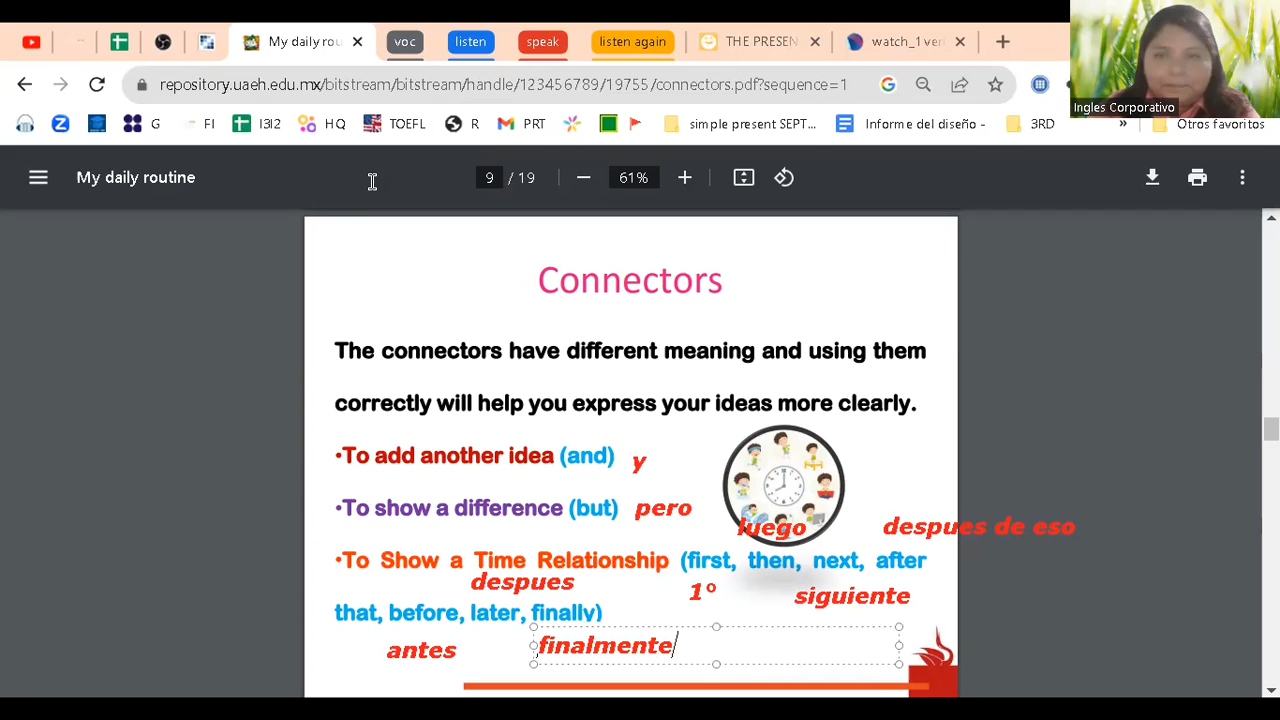 My daily rou
voc
listen
speak
listen again
THE PRESEN
watch_1 veri
repository.uaeh.edu.mx/bitstream/bitstream/handle/123456789/19755/connectors.pdf?sequence=1
Ingles Corporativo
G
FI
I3I2
HQ
TOEFL
R
PRT
simple present SEPT...
Informe del diseño -
3RD
»
Otros favoritos
My daily routine
9 / 19
61%
Connectors
The connectors have different meaning and using them
correctly will help you express your ideas more clearly.
•To add another idea (and) y
•To show a difference (but) pero
luego despues de eso
•To Show a Time Relationship (first, then, next, after
despues 1° siguiente
that, before, later, finally)
antes finalmente